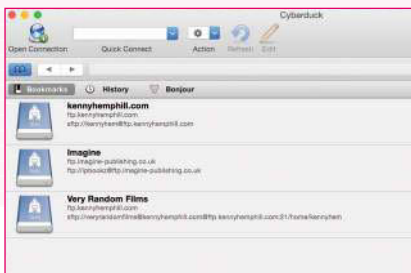 Cyberduck
Open Connection Quick Connect Action Refresh Edit
Bookmarks History Bonjour
kennyhemphill.com
ftp.kennyhemphill.com
Imagine
ftp.imagine-publishing.co.uk
Very Random Films
ftp.kennyhemphill.com